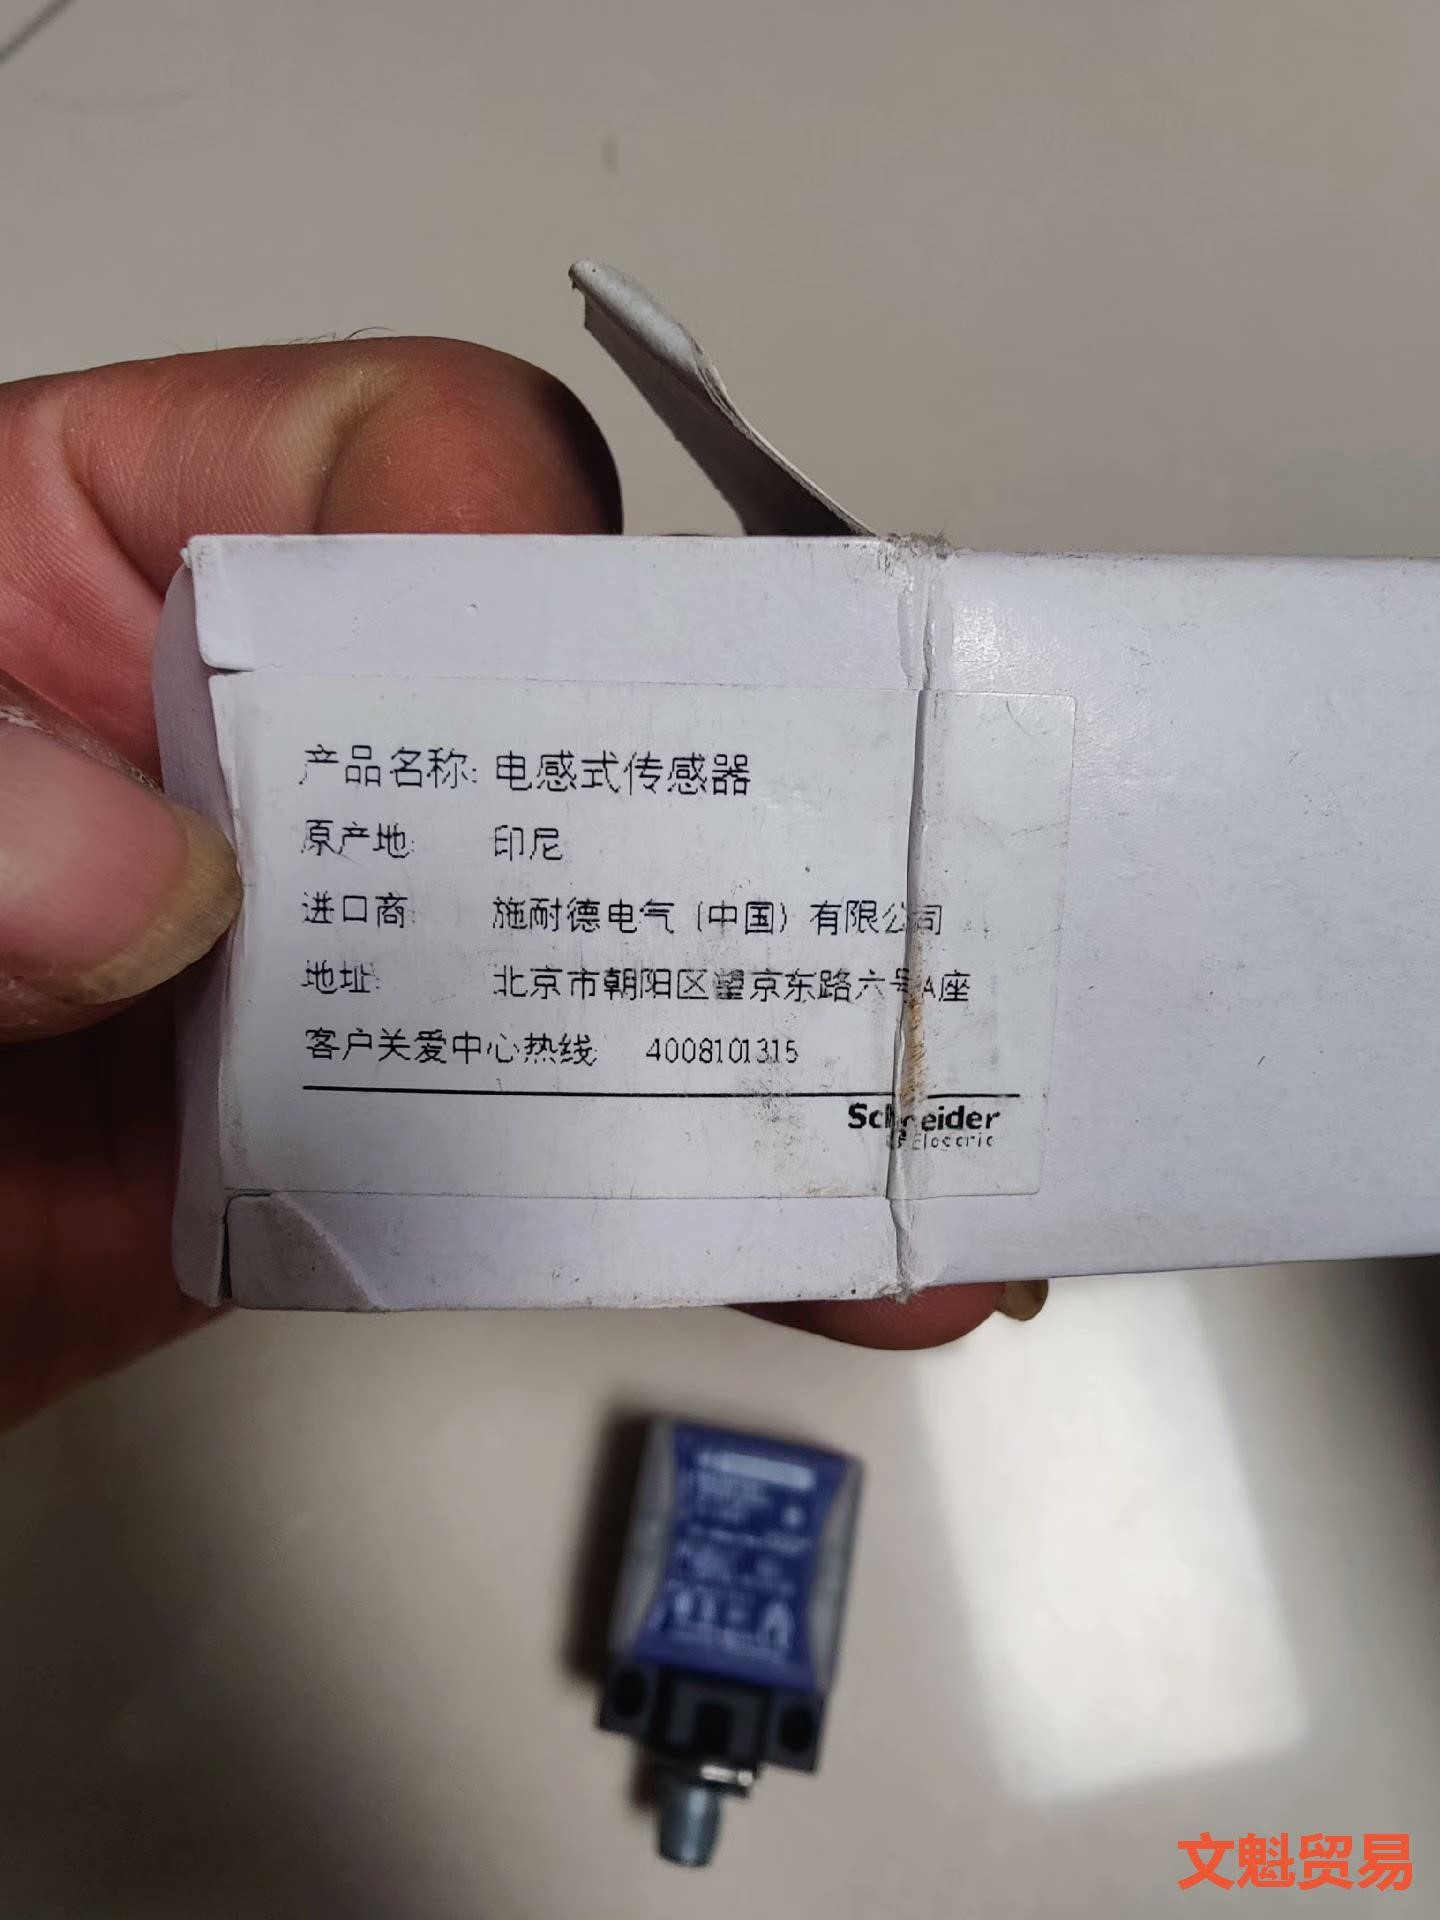 产品名称: 电感式传感器
原产地: 印尼
进口商: 施耐德电气 (中国) 有限公司
地址: 北京市朝阳区望京东路六号A座
客户关爱中心热线: 4008101315
Schneider
Electric
文魁贸易